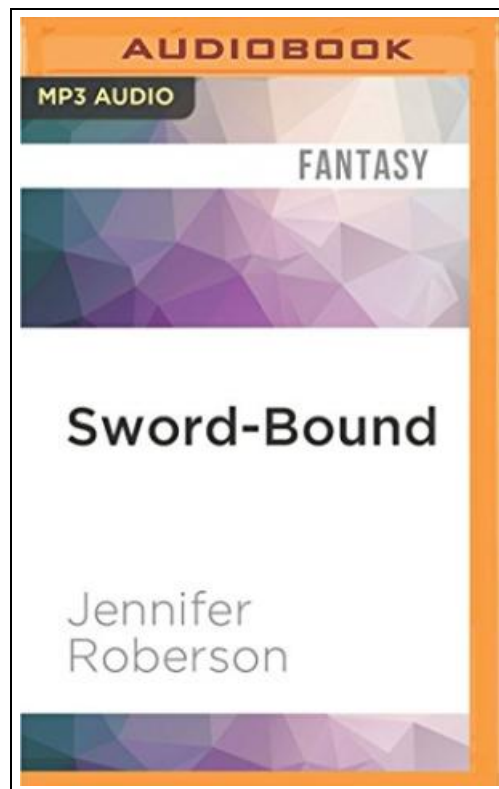 AUDIOBOOK
MP3 AUDIO
FANTASY
Sword-Bound
Jennifer
Roberson